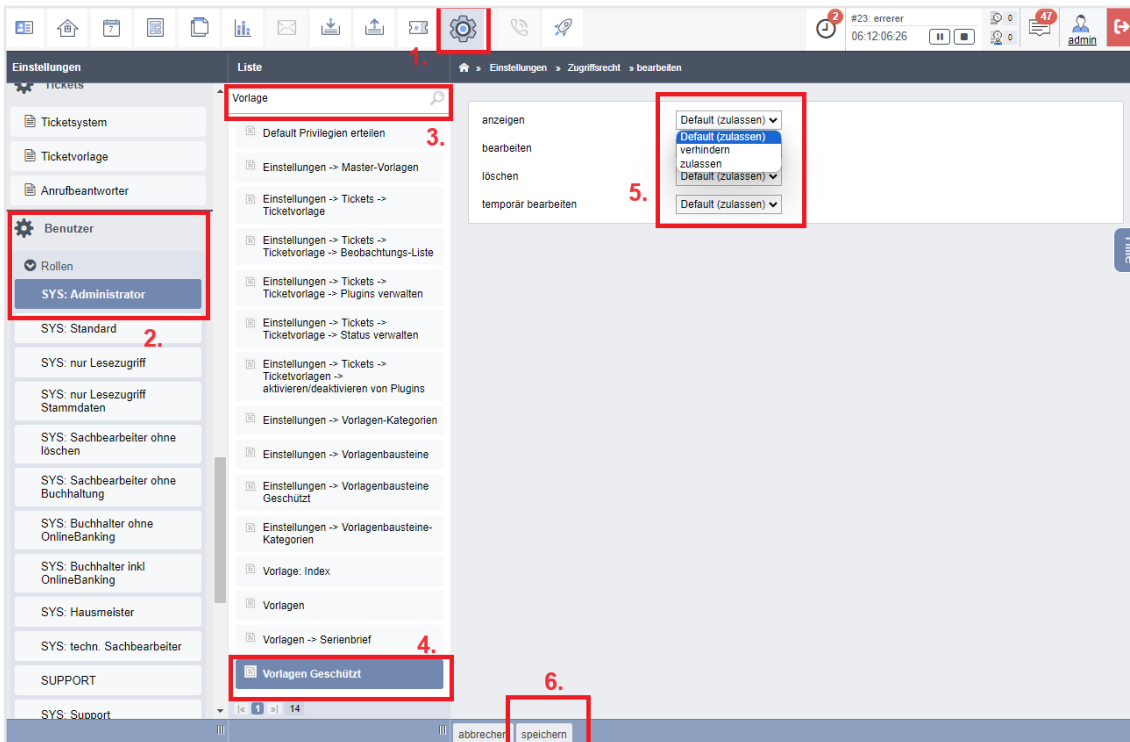 7
2
#23: errerer
06:12:06:26
0
0
47
admin
1.
Einstellungen
Liste
» Einstellungen » Zugriffsrecht » bearbeiten
Tickets
Ticketsystem
Ticketvorlage
Anrufbeantworter
Benutzer
Rollen
SYS: Administrator
2.
SYS: Standard
SYS: nur Lesezugriff
SYS: nur Lesezugriff
Stammdaten
SYS: Sachbearbeiter ohne
löschen
SYS: Sachbearbeiter ohne
Buchhaltung
SYS: Buchhalter ohne
OnlineBanking
SYS: Buchhalter inkl
OnlineBanking
SYS: Hausmeister
SYS: techn. Sachbearbeiter
SUPPORT
SYS: Support
Vorlage
3.
Default Privilegien erteilen
Einstellungen -> Master-Vorlagen
Einstellungen -> Tickets ->
Ticketvorlage
Einstellungen -> Tickets ->
Ticketvorlage -> Beobachtungs-Liste
Einstellungen -> Tickets ->
Ticketvorlage -> Plugins verwalten
Einstellungen -> Tickets ->
Ticketvorlage -> Status verwalten
Einstellungen -> Tickets ->
Ticketvorlagen ->
aktivieren/deaktivieren von Plugins
Einstellungen -> Vorlagen-Kategorien
Einstellungen -> Vorlagenbausteine
Einstellungen -> Vorlagenbausteine
Geschützt
Einstellungen -> Vorlagenbausteine-
Kategorien
Vorlage: Index
Vorlagen
Vorlagen -> Serienbrief
4.
Vorlagen Geschützt
|« 1 »| 14
anzeigen Default (zulassen)
Default (zulassen)
bearbeiten verhindern
zulassen
löschen Default (zulassen)
5.
temporär bearbeiten Default (zulassen)
Hilfe
6.
abbrechen speichern